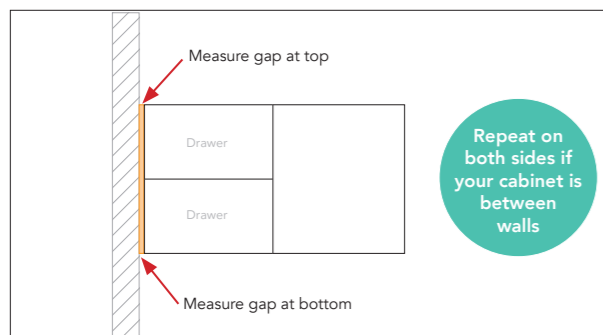 Measure gap at top
Drawer
Drawer
Measure gap at bottom
Repeat on
both sides if
your cabinet is
between
walls